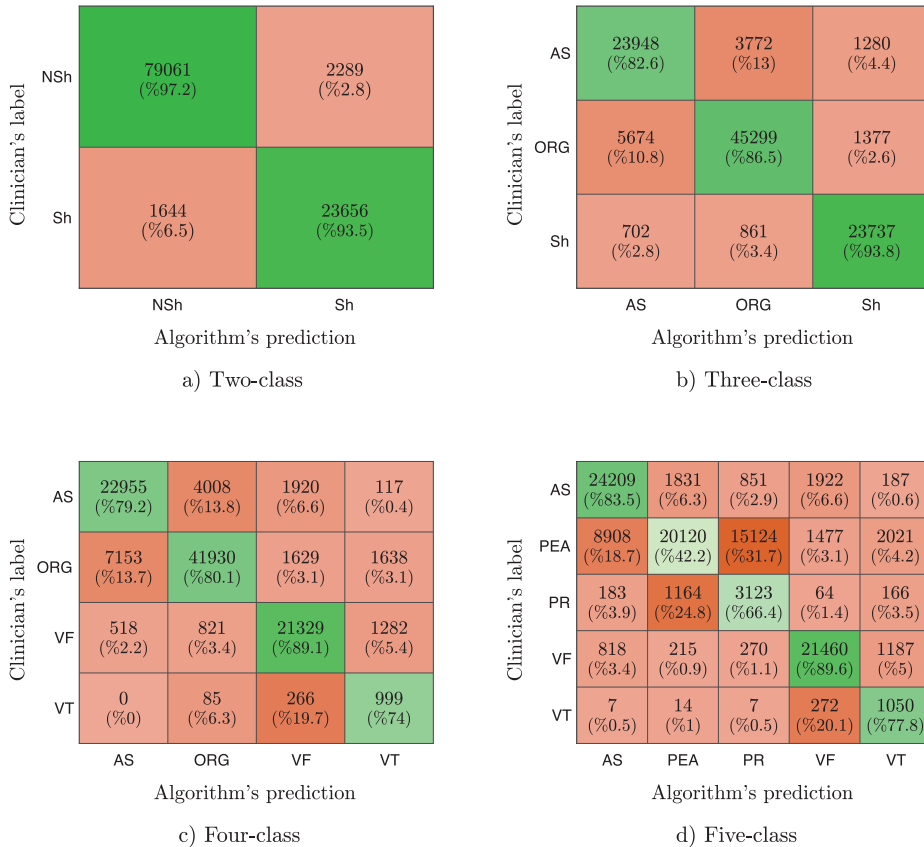 Clinician's label
NSh
79061
(%97.2)
2289
(%2.8)
Sh
1644
(%6.5)
23656
(%93.5)
NSh
Sh
Algorithm's prediction
a) Two-class
Clinician's label
AS
23948
(%82.6)
3772
(%13)
1280
(%4.4)
ORG
5674
(%10.8)
45299
(%86.5)
1377
(%2.6)
Sh
702
(%2.8)
861
(%3.4)
23737
(%93.8)
AS
ORG
Sh
Algorithm's prediction
b) Three-class
Clinician's label
AS
22955
(%79.2)
4008
(%13.8)
1920
(%6.6)
117
(%0.4)
ORG
7153
(%13.7)
41930
(%80.1)
1629
(%3.1)
1638
(%3.1)
VF
518
(%2.2)
821
(%3.4)
21329
(%89.1)
1282
(%5.4)
VT
0
(%0)
85
(%6.3)
266
(%19.7)
999
(%74)
AS
ORG
VF
VT
Algorithm's prediction
c) Four-class
Clinician's label
AS
24209
(%83.5)
1831
(%6.3)
851
(%2.9)
1922
(%6.6)
187
(%0.6)
PEA
8908
(%18.7)
20120
(%42.2)
15124
(%31.7)
1477
(%3.1)
2021
(%4.2)
PR
183
(%3.9)
1164
(%24.8)
3123
(%66.4)
64
(%1.4)
166
(%3.5)
VF
818
(%3.4)
215
(%0.9)
270
(%1.1)
21460
(%89.6)
1187
(%5)
VT
7
(%0.5)
14
(%1)
7
(%0.5)
272
(%20.1)
1050
(%77.8)
AS
PEA
PR
VF
VT
Algorithm's prediction
d) Five-class